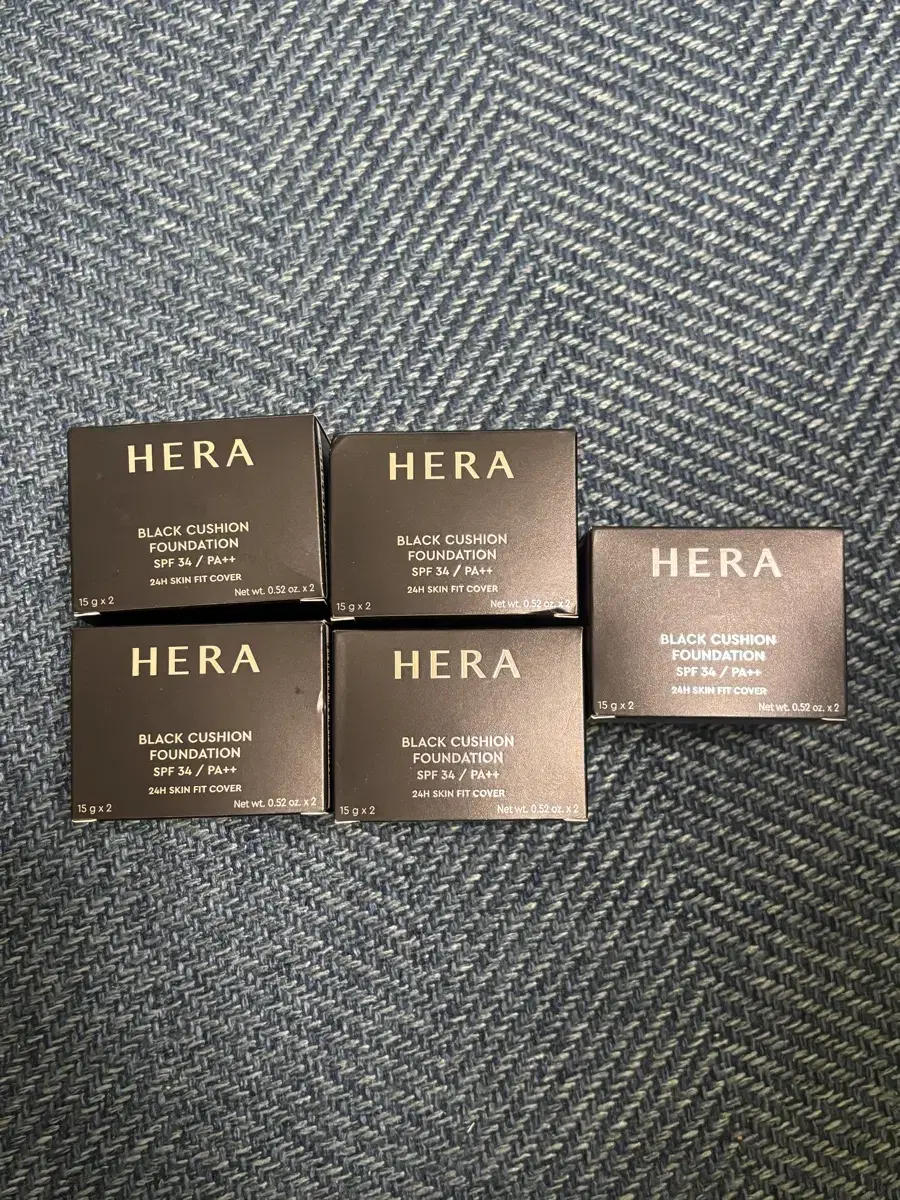 HERA
BLACK CUSHION
FOUNDATION
SPF 34 / PA++
24H SKIN FIT COVER
15 g x 2
Net wt. 0.52 oz. x 2
HERA
BLACK CUSHION
FOUNDATION
SPF 34 / PA++
24H SKIN FIT COVER
15 g x 2
Net wt. 0.52 oz. x 2
HERA
BLACK CUSHION
FOUNDATION
SPF 34 / PA++
24H SKIN FIT COVER
15 g x 2
Net wt. 0.52 oz. x 2
HERA
BLACK CUSHION
FOUNDATION
SPF 34 / PA++
24H SKIN FIT COVER
15 g x 2
Net wt. 0.52 oz. x 2
HERA
BLACK CUSHION
FOUNDATION
SPF 34 / PA++
24H SKIN FIT COVER
15 g x 2
Net wt. 0.52 oz. x 2